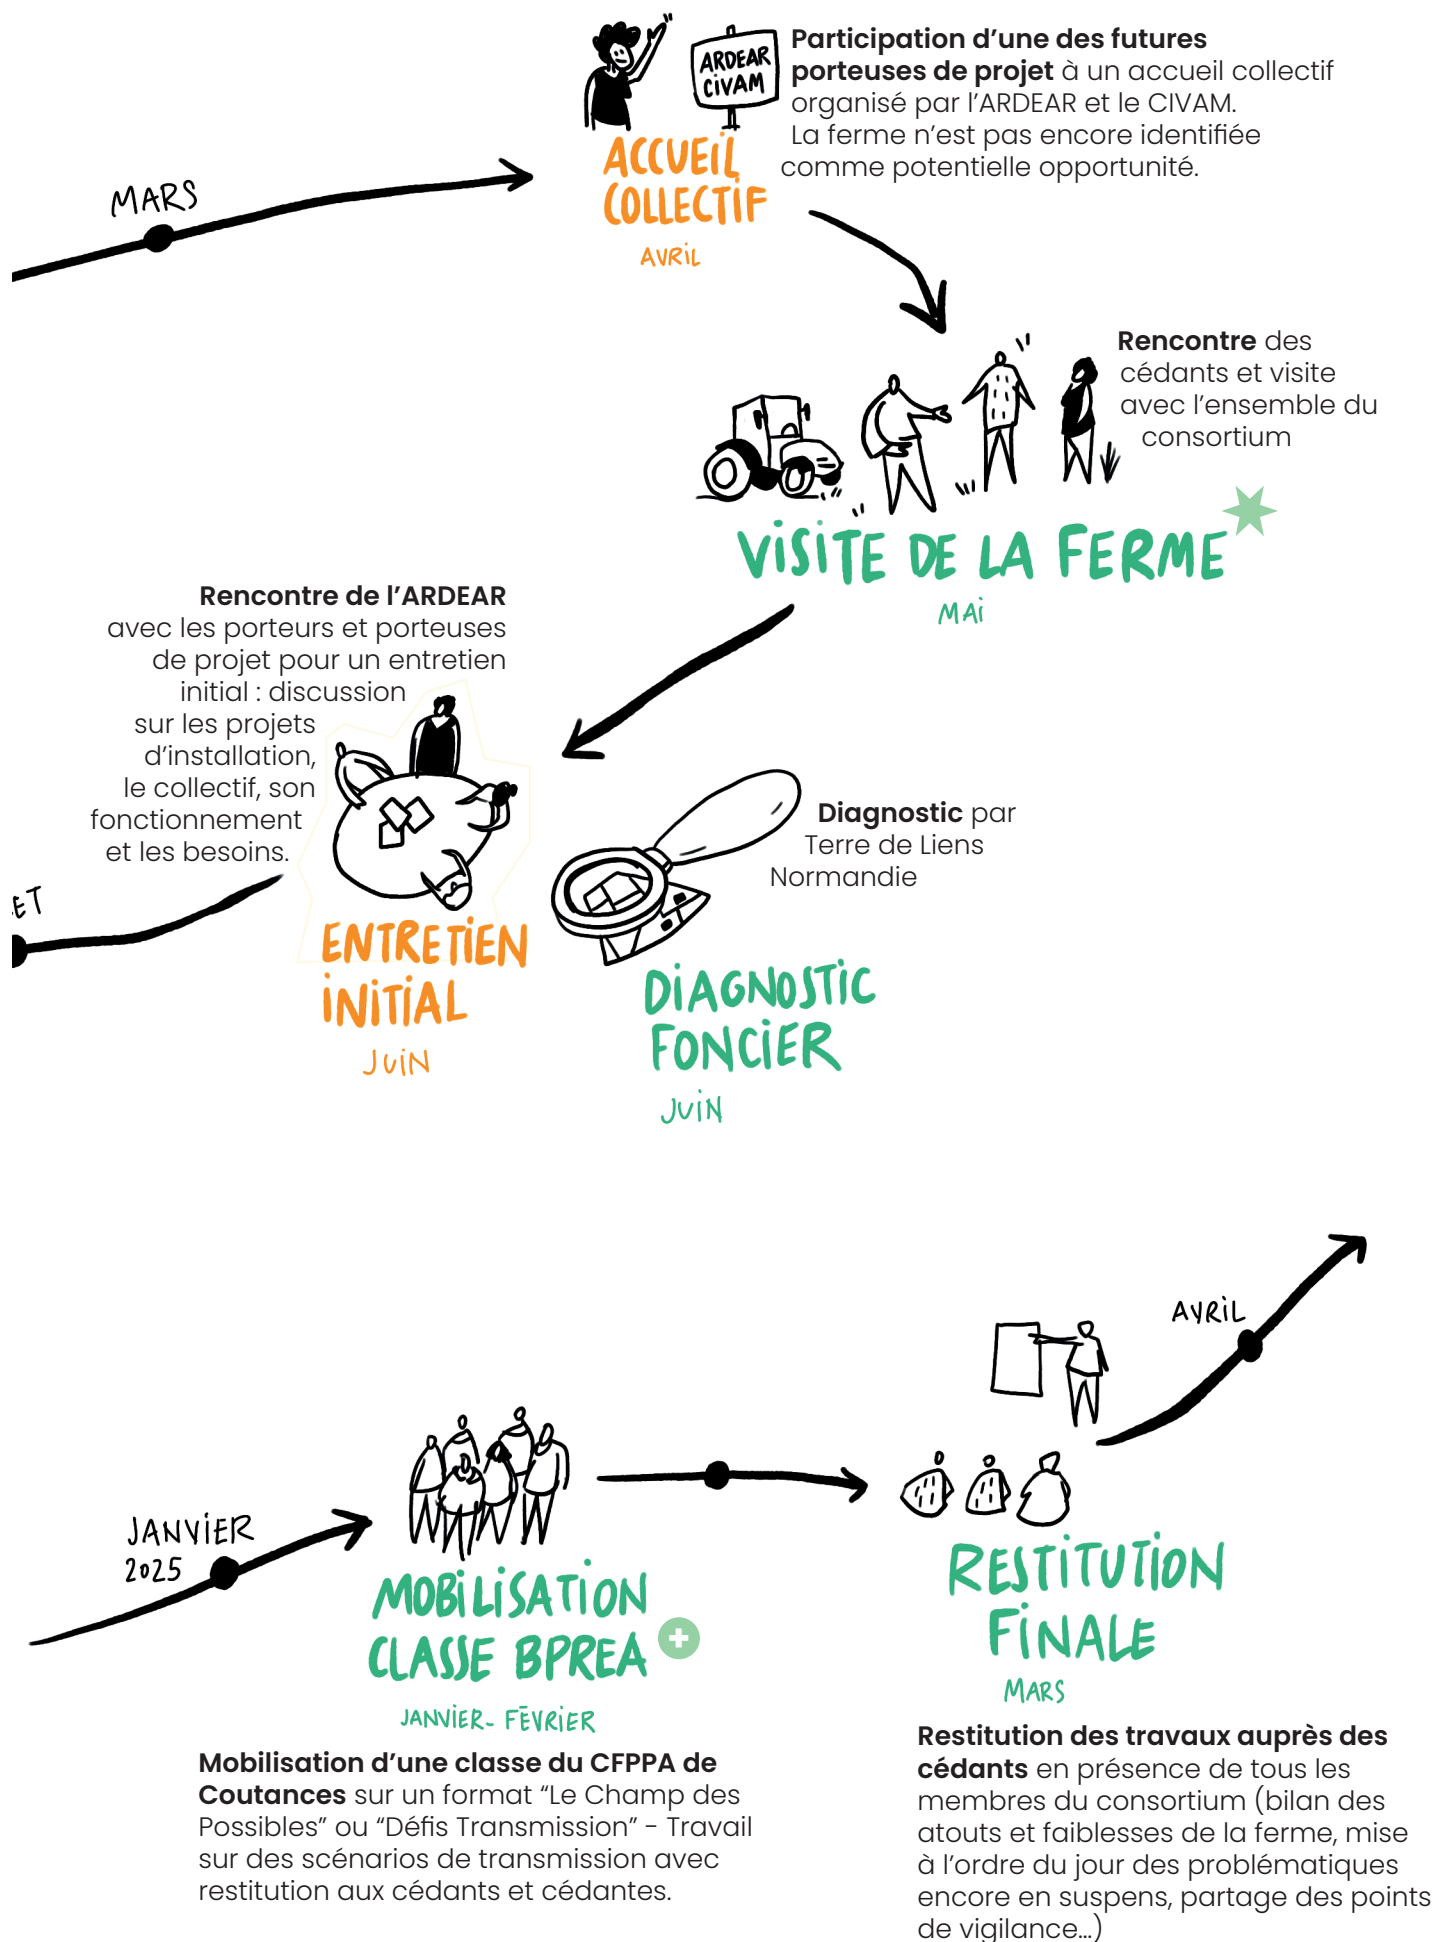 Participation d’une des futures
porteuses de projet à un accueil collectif
organisé par l’ARDEAR et le CIVAM.
La ferme n’est pas encore identifiée
comme potentielle opportunité.
ARDEAR
CIVAM
ACCUEIL
COLLECTIF
AVRIL
MARS
Rencontre des
cédants et visite
avec l’ensemble du
consortium
VISITE DE LA FERME
MAI
Rencontre de l’ARDEAR
avec les porteurs et porteuses
de projet pour un entretien
initial : discussion
sur les projets
d’installation,
le collectif, son
fonctionnement
et les besoins.
ENTRETIEN
INITIAL
JUIN
Diagnostic par
Terre de Liens
Normandie
DIAGNOSTIC
FONCIER
JUIN
ET
JANVIER
2025
MOBILISATION
CLASSE BPREA
JANVIER- FÉVRIER
Mobilisation d’une classe du CFPPA de
Coutances sur un format “Le Champ des
Possibles” ou “Défis Transmission” - Travail
sur des scénarios de transmission avec
restitution aux cédants et cédantes.
AVRIL
RESTITUTION
FINALE
MARS
Restitution des travaux auprès des
cédants en présence de tous les
membres du consortium (bilan des
atouts et faiblesses de la ferme, mise
à l’ordre du jour des problématiques
encore en suspens, partage des points
de vigilance...)